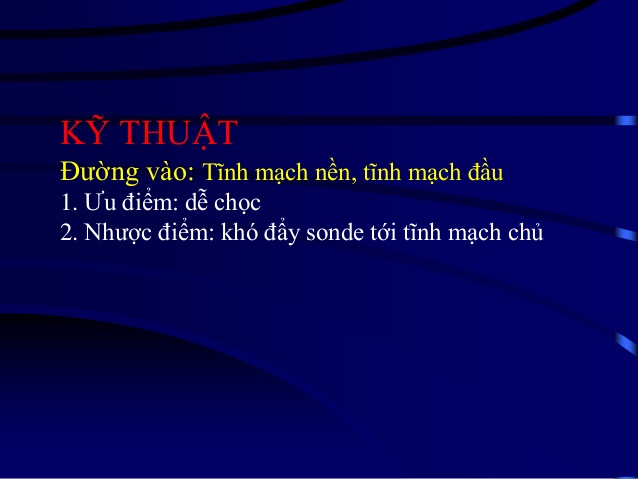 KỸ THUẬT
Đường vào: Tĩnh mạch nền, tĩnh mạch đầu
1. Ưu điểm: dễ chọc
2. Nhược điểm: khó đẩy sonde tới tĩnh mạch chủ